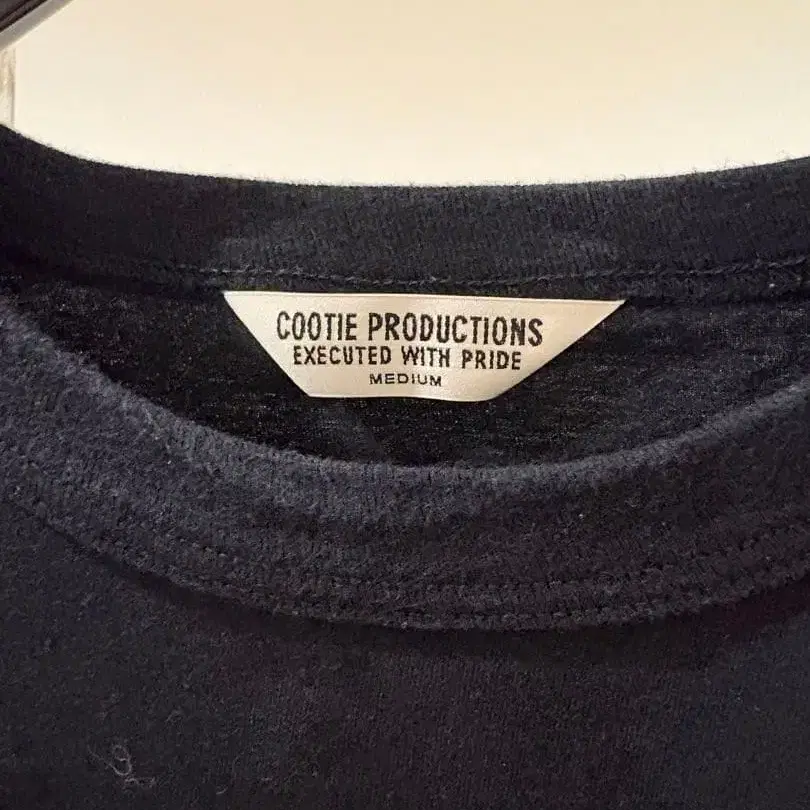 COOTIE PRODUCTIONS
EXECUTED WITH PRIDE
MEDIUM